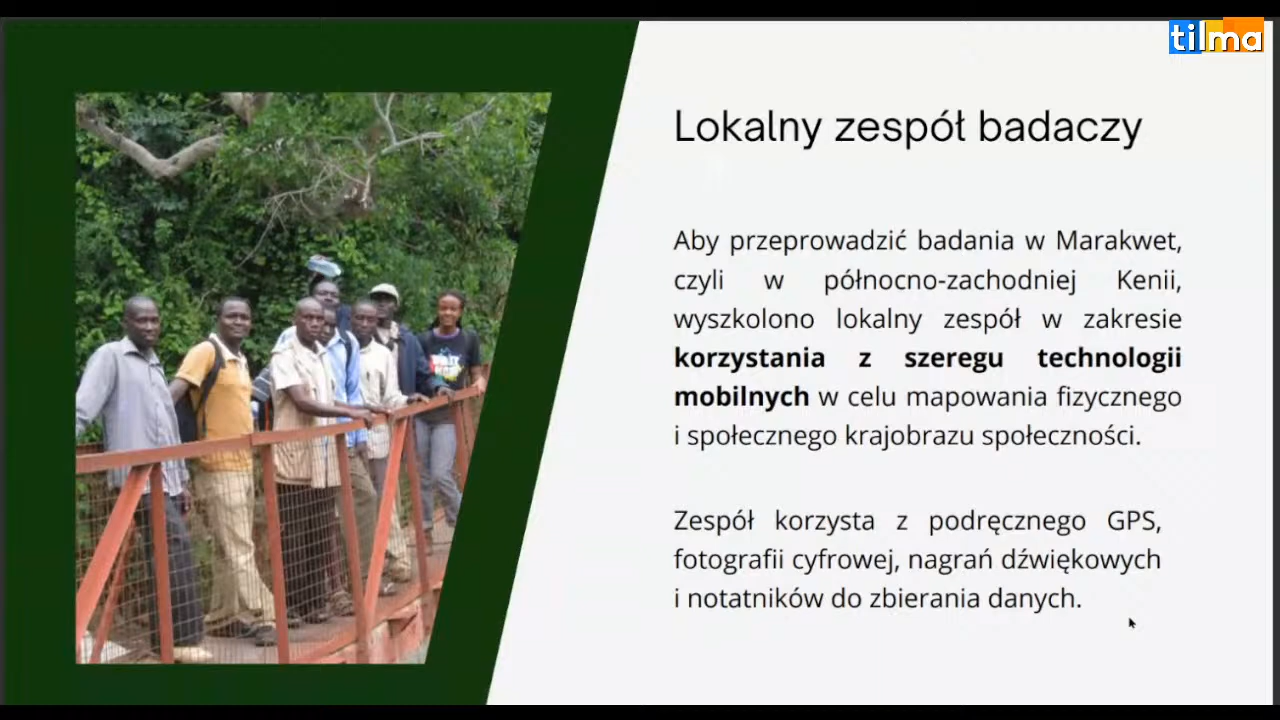 tilma
Lokalny zespół badaczy
Aby przeprowadzić badania w Marakwet,
czyli w północno-zachodniej Kenii,
wyszkolono lokalny zespół w zakresie
korzystania z szeregu technologii
mobilnych w celu mapowania fizycznego
i społecznego krajobrazu społeczności.
Zespół korzysta z podręcznego GPS,
fotografii cyfrowej, nagrań dźwiękowych
i notatników do zbierania danych.